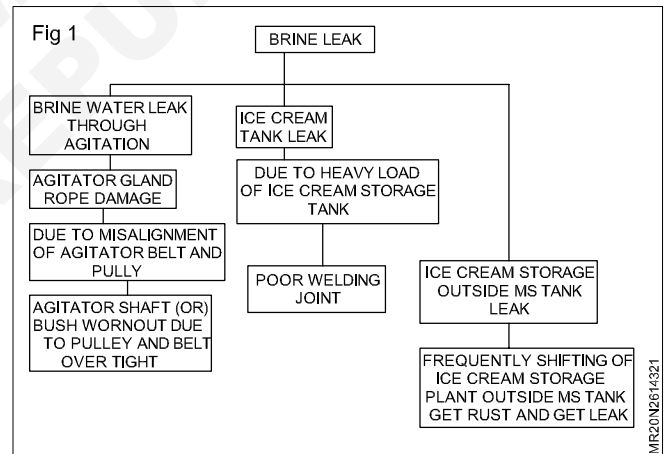 Fig 1
BRINE LEAK
BRINE WATER LEAK
THROUGH
AGITATION
AGITATOR GLAND
ROPE DAMAGE
DUE TO MISALIGNMENT
OF AGITATOR BELT AND
PULLY
AGITATOR SHAFT (OR)
BUSH WORNOUT DUE
TO PULLEY AND BELT
OVER TIGHT
ICE CREAM
TANK LEAK
DUE TO HEAVY LOAD
OF ICE CREAM STORAGE
TANK
POOR WELDING
JOINT
ICE CREAM STORAGE
OUTSIDE MS TANK
LEAK
FREQUENTLY SHIFTING OF
ICE CREAM STORAGE
PLANT OUTSIDE MS TANK
GET RUST AND GET LEAK
MR20N2614321